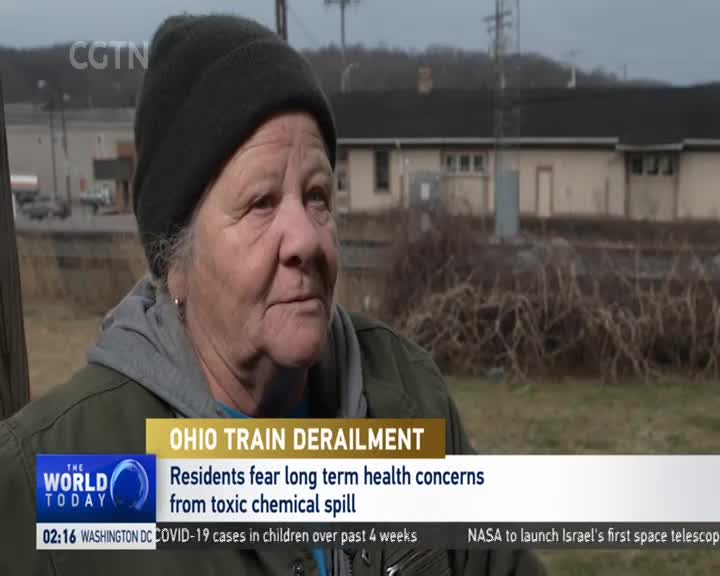 CGTN
OHIO TRAIN DERAILMENT
Residents fear long term health concerns
from toxic chemical spill
THE
WORLD
TODAY
02:16 WASHINGTON DC
COVID-19 cases in children over past 4 weeks NASA to launch Israel's first space telescop